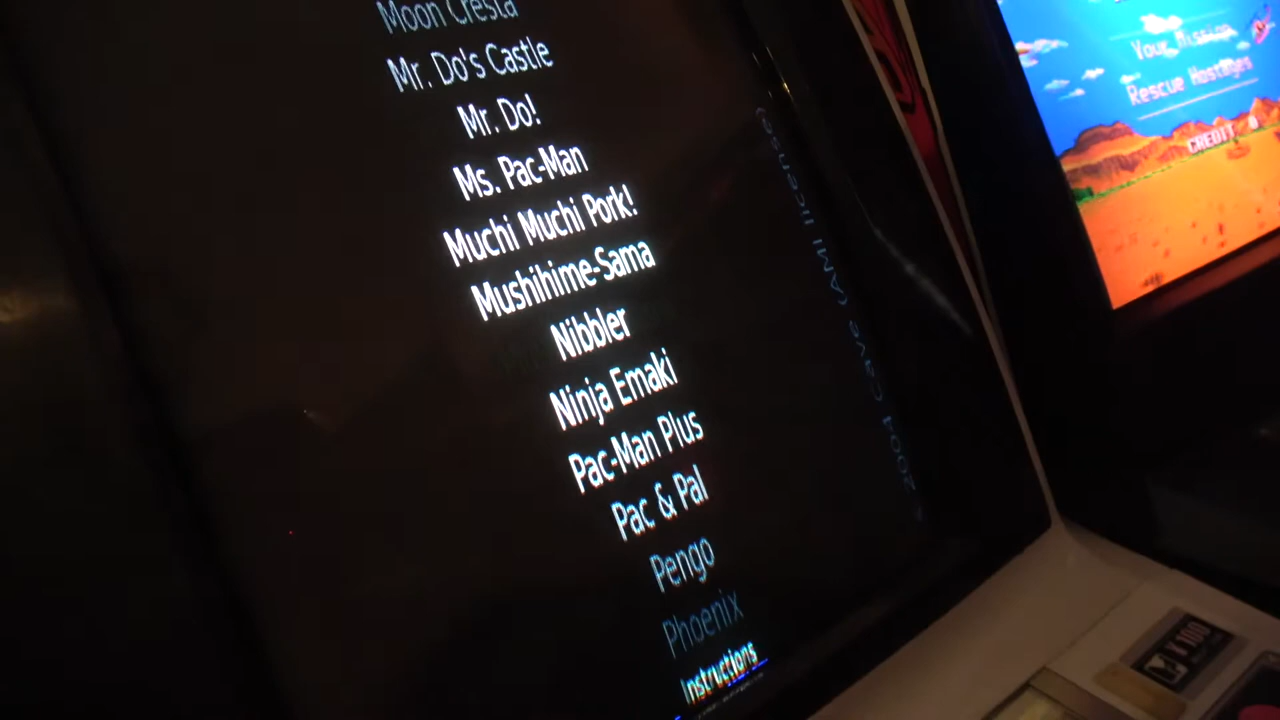 Moon Cresta
Mr. Do's Castle
Mr. Do!
Ms. Pac-Man
Muchi Muchi Pork!
Mushihime-Sama
Nibbler
Ninja Emaki
Pac-Man Plus
Pac & Pal
Pengo
Phoenix
Instructions
2004 Cave (AMI license)
Your Mission
Rescue Hostages
CREDIT